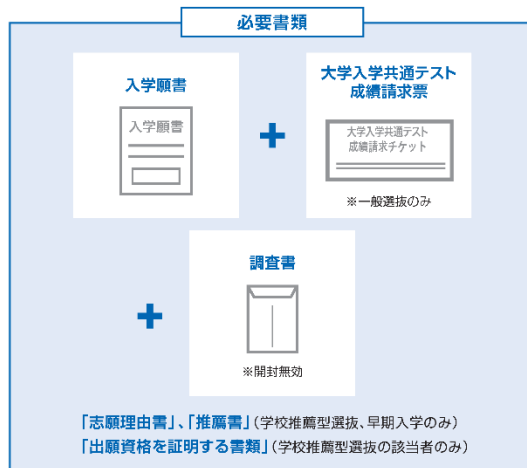 必要書類
入学願書
入学願書
+
大学入学共通テスト
成績請求票
大学入学共通テスト
成績請求チケット
※一般選抜のみ
+
調査書
※開封無効
「志願理由書」、「推薦書」(学校推薦型選抜、早期入学のみ)
「出願資格を証明する書類」(学校推薦型選抜の該当者のみ)